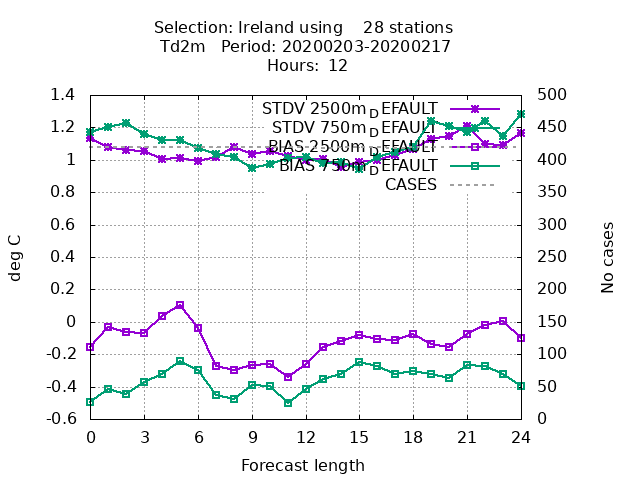 Selection: Ireland using    28 stations
Td2m   Period: 20200203-20200217
Hours:  12
STDV 2500m_DEFAULT
STDV 750m_DEFAULT
BIAS 2500m_DEFAULT
BIAS 750m_DEFAULT
CASES
1.4
1.2
1
0.8
0.6
0.4
0.2
0
-0.2
-0.4
-0.6
deg C
500
450
400
350
300
250
200
150
100
50
0
No cases
0 3 6 9 12 15 18 21 24
Forecast length